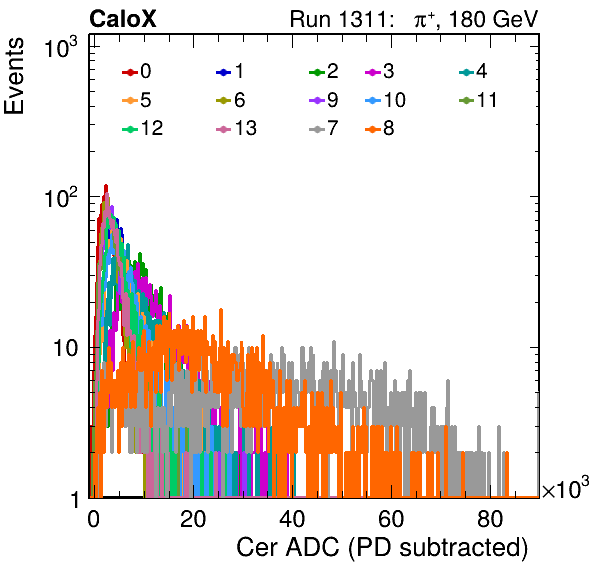 CaloX Run 1311: π⁺, 180 GeV
Events
10³
10²
10
1
0 1 2 3 4
5 6 9 10 11
12 13 7 8
0 20 40 60 80
×10³
Cer ADC (PD subtracted)